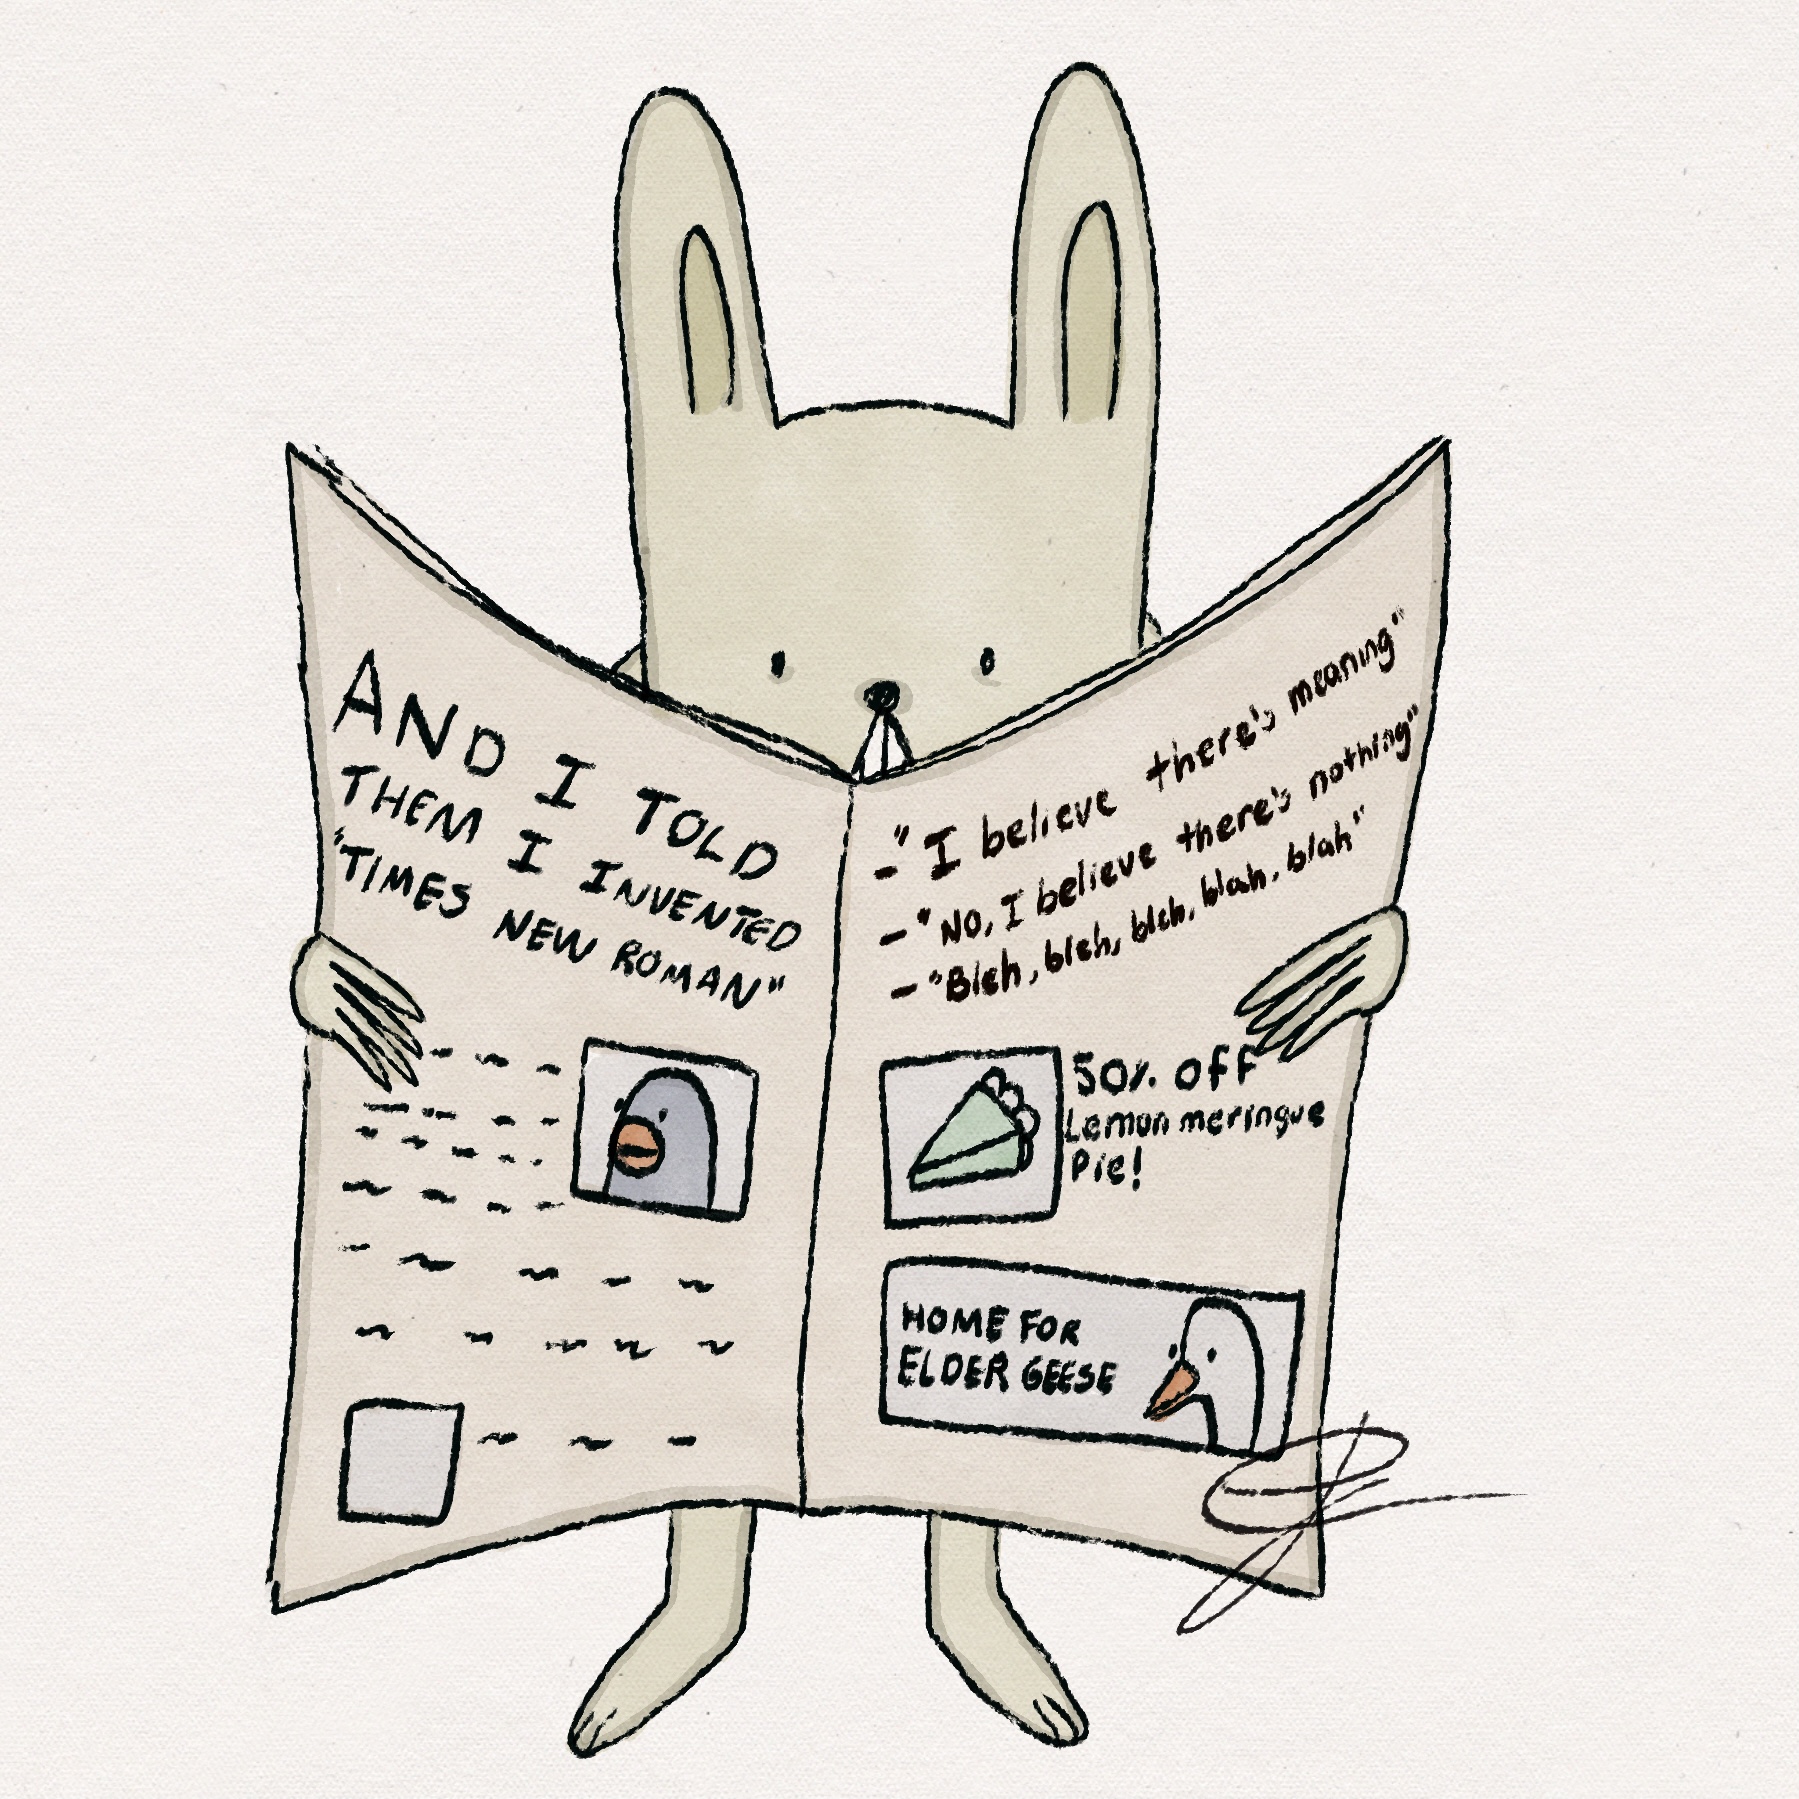 AND I TOLD
THEM I INVENTED
"TIMES NEW ROMAN"
-"I believe there's meaning"
-"No, I believe there's nothing"
-"Bleh, bleh, bleh, blah, blah"
50% off
Lemon meringue
Pie!
HOME FOR
ELDER GEESE